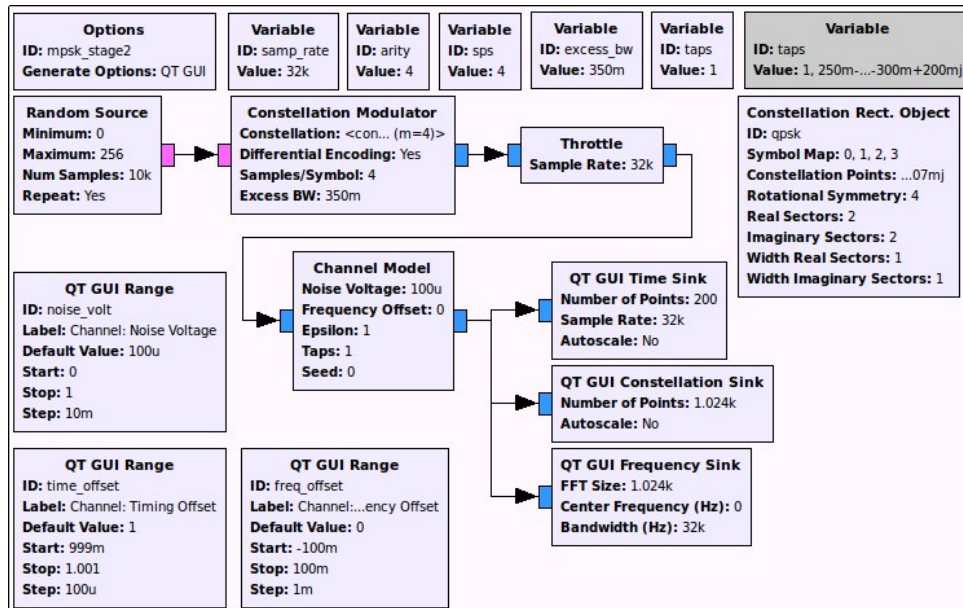 Options
ID: mpsk_stage2
Generate Options: QT GUI
Variable
ID: samp_rate
Value: 32k
Variable
ID: arity
Value: 4
Variable
ID: sps
Value: 4
Variable
ID: excess_bw
Value: 350m
Variable
ID: taps
Value: 1
Variable
ID: taps
Value: 1, 250m-...-300m+200mj
Random Source
Minimum: 0
Maximum: 256
Num Samples: 10k
Repeat: Yes
Constellation Modulator
Constellation: <con... (m=4)>
Differential Encoding: Yes
Samples/Symbol: 4
Excess BW: 350m
Throttle
Sample Rate: 32k
Constellation Rect. Object
ID: qpsk
Symbol Map: 0, 1, 2, 3
Constellation Points: ...07mj
Rotational Symmetry: 4
Real Sectors: 2
Imaginary Sectors: 2
Width Real Sectors: 1
Width Imaginary Sectors: 1
QT GUI Range
ID: noise_volt
Label: Channel: Noise Voltage
Default Value: 100u
Start: 0
Stop: 1
Step: 10m
Channel Model
Noise Voltage: 100u
Frequency Offset: 0
Epsilon: 1
Taps: 1
Seed: 0
QT GUI Time Sink
Number of Points: 200
Sample Rate: 32k
Autoscale: No
QT GUI Constellation Sink
Number of Points: 1.024k
Autoscale: No
QT GUI Range
ID: time_offset
Label: Channel: Timing Offset
Default Value: 1
Start: 999m
Stop: 1.001
Step: 100u
QT GUI Range
ID: freq_offset
Label: Channel:...ency Offset
Default Value: 0
Start: -100m
Stop: 100m
Step: 1m
QT GUI Frequency Sink
FFT Size: 1.024k
Center Frequency (Hz): 0
Bandwidth (Hz): 32k